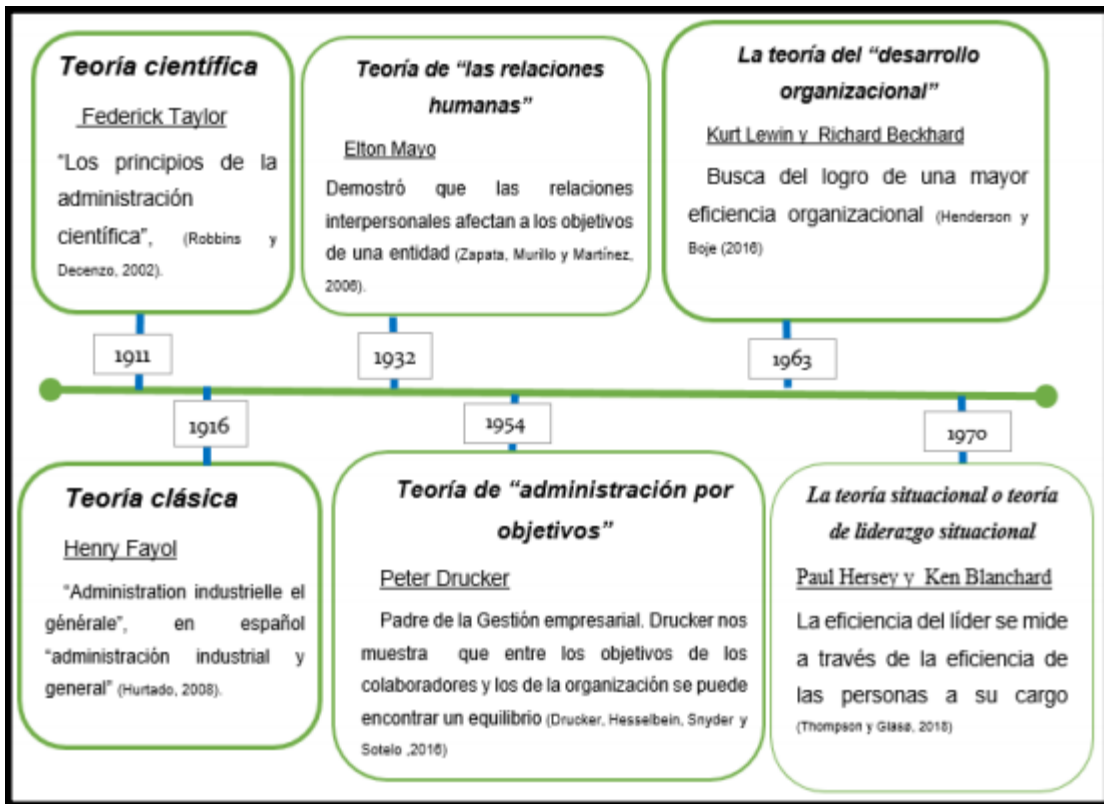 Teoría científica
Federick Taylor
"Los principios de la
administración
científica", (Robbins y
Decenzo, 2002).
Teoría de "las relaciones
humanas"
Elton Mayo
Demostró que las relaciones
interpersonales afectan a los objetivos
de una entidad (Zapata, Murillo y Martínez,
2006).
La teoría del "desarrollo
organizacional"
Kurt Lewin y Richard Beckhard
Busca del logro de una mayor
eficiencia organizacional (Henderson y
Boje (2016)
1911
1932
1963
1916
1954
1970
Teoría clásica
Henry Fayol
"Administration industrielle el
générale", en español
"administración industrial y
general" (Hurtado, 2008).
Teoría de "administración por
objetivos"
Peter Drucker
Padre de la Gestión empresarial. Drucker nos
muestra que entre los objetivos de los
colaboradores y los de la organización se puede
encontrar un equilibrio (Drucker, Hesselbein, Snyder y
Sotelo ,2016)
La teoría situacional o teoría
de liderazgo situacional
Paul Hersey y Ken Blanchard
La eficiencia del líder se mide
a través de la eficiencia de
las personas a su cargo
(Thompson y Glasø, 2018)